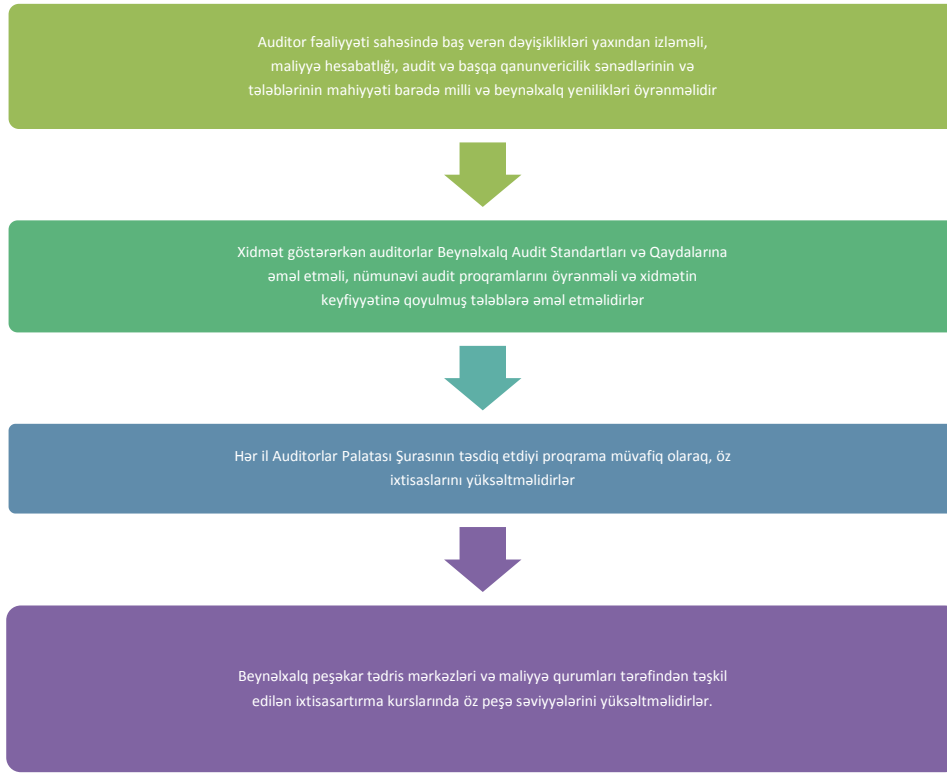 Auditor fəaliyyəti sahəsində baş verən dəyişiklikləri yaxından izləməli,
maliyyə hesabatlığı, audit və başqa qanunvericilik sənədlərinin və
tələblərinin mahiyyəti barədə milli və beynəlxalq yenilikləri öyrənməlidir
Xidmət göstərərkən auditorlar Beynəlxalq Audit Standartları və Qaydalarına
əməl etməli, nümunəvi audit proqramlarını öyrənməli və xidmətin
keyfiyyətinə qoyulmuş tələblərə əməl etməlidirlər
Hər il Auditorlar Palatası Şurasının təsdiq etdiyi proqrama müvafiq olaraq, öz
ixtisaslarını yüksəltməlidirlər
Beynəlxalq peşəkar tədris mərkəzləri və maliyyə qurumları tərəfindən təşkil
edilən ixtisasartırma kurslarında öz peşə səviyyələrini yüksəltməlidirlər.